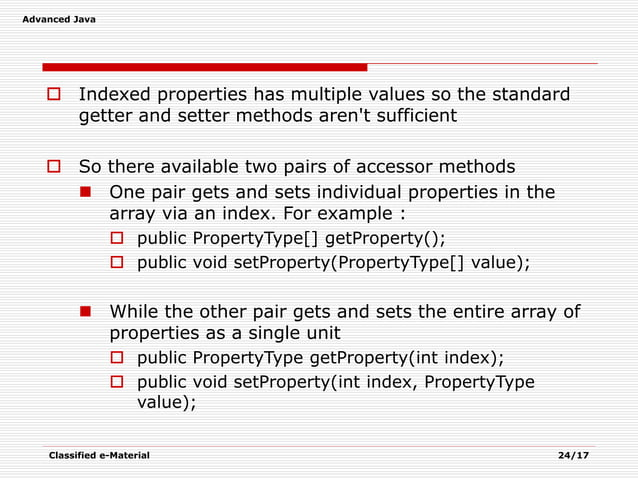 Advanced Java
Indexed properties has multiple values so the standard
getter and setter methods aren't sufficient
So there available two pairs of accessor methods
One pair gets and sets individual properties in the
array via an index. For example :
public PropertyType[] getProperty();
public void setProperty(PropertyType[] value);
While the other pair gets and sets the entire array of
properties as a single unit
public PropertyType getProperty(int index);
public void setProperty(int index, PropertyType
value);
Classified e-Material
24/17